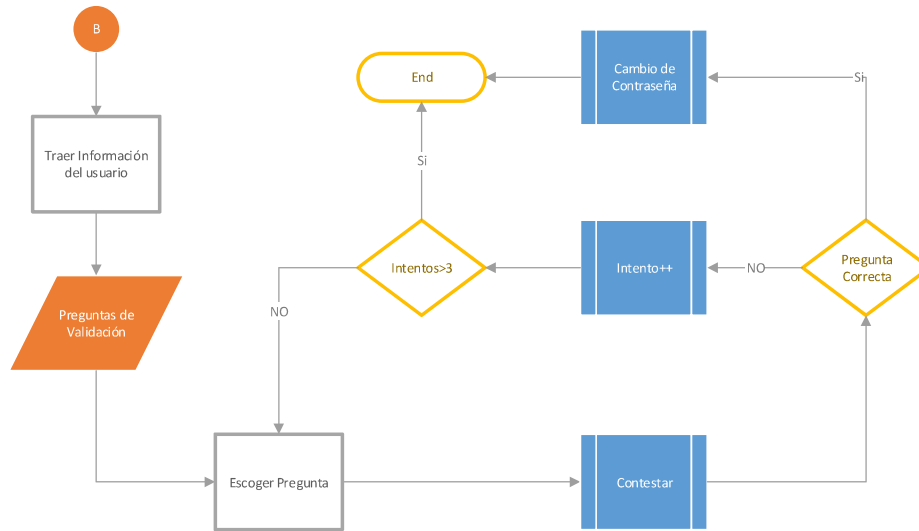 B
Traer Información
del usuario
Preguntas de
Validación
Escoger Pregunta
Contestar
Pregunta
Correcta
Si
NO
Cambio de
Contraseña
Intento++
Intentos>3
Si
NO
End